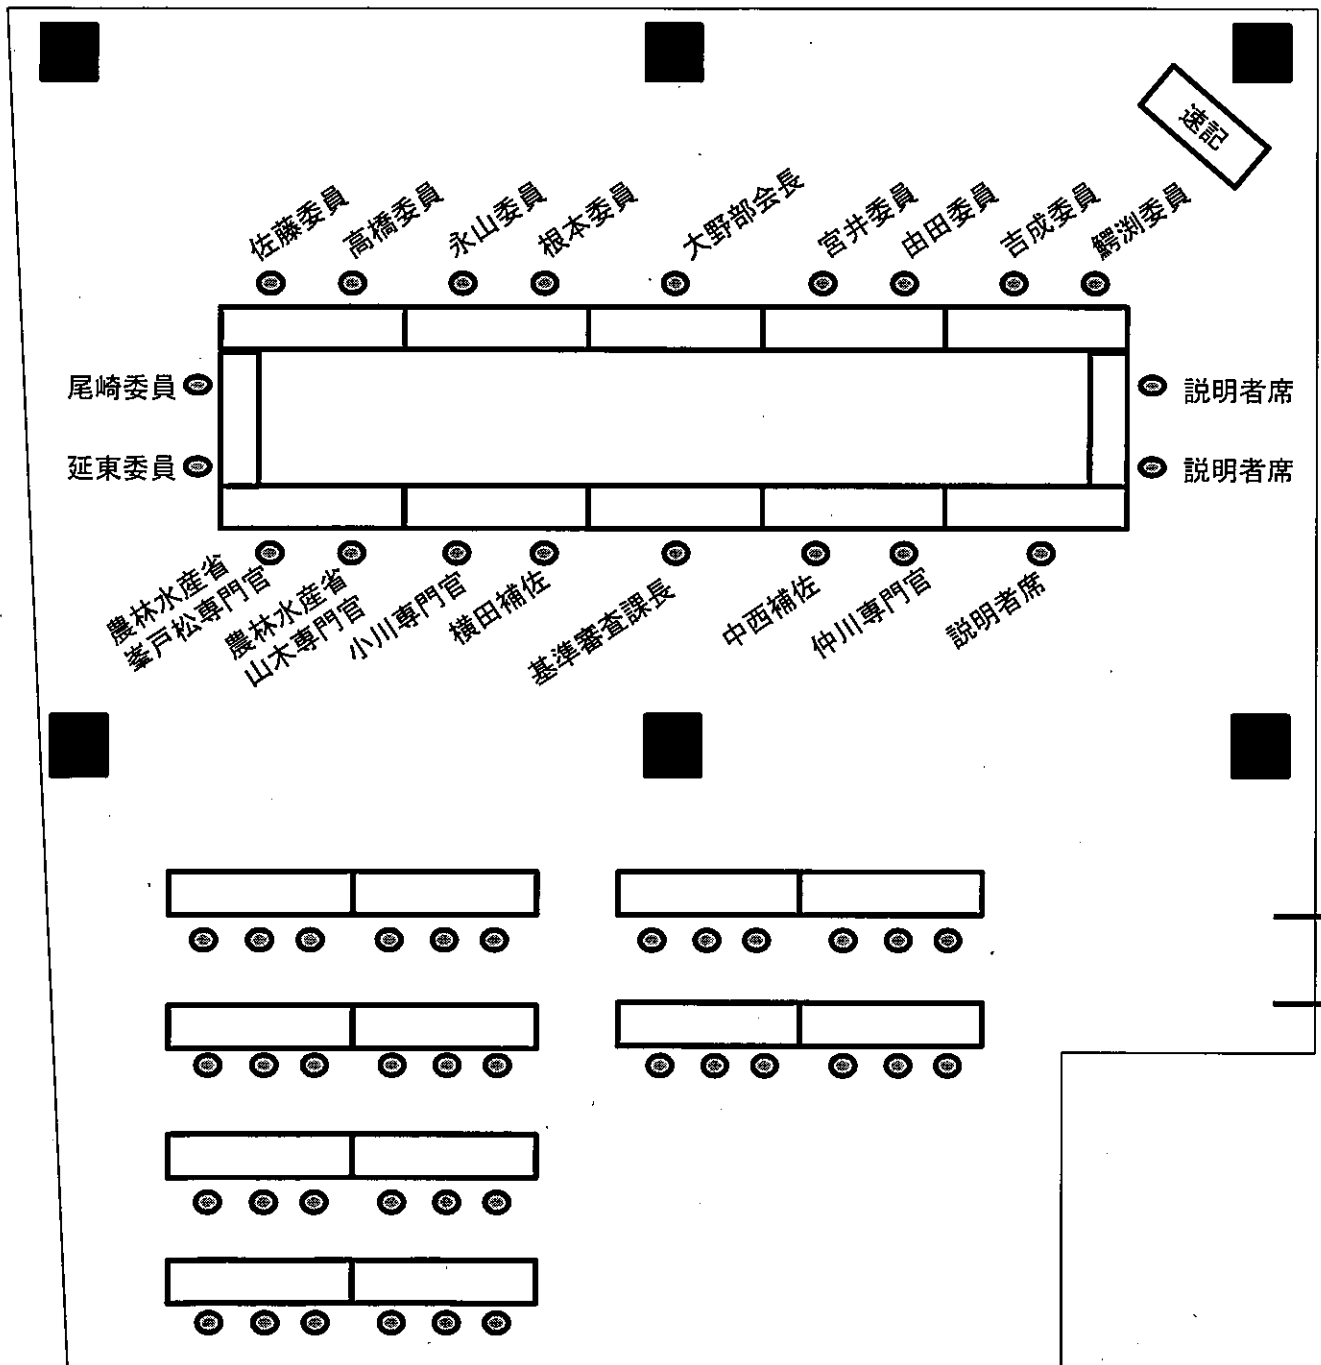 速記
佐藤委員
高橋委員
永山委員
根本委員
大野部会長
宮井委員
由田委員
吉成委員
鰐渕委員
尾崎委員
説明者席
延東委員
説明者席
農林水産省
峯戸松専門官
農林水産省
山木専門官
小川専門官
横田補佐
基準審査課長
中西補佐
仲川専門官
説明者席